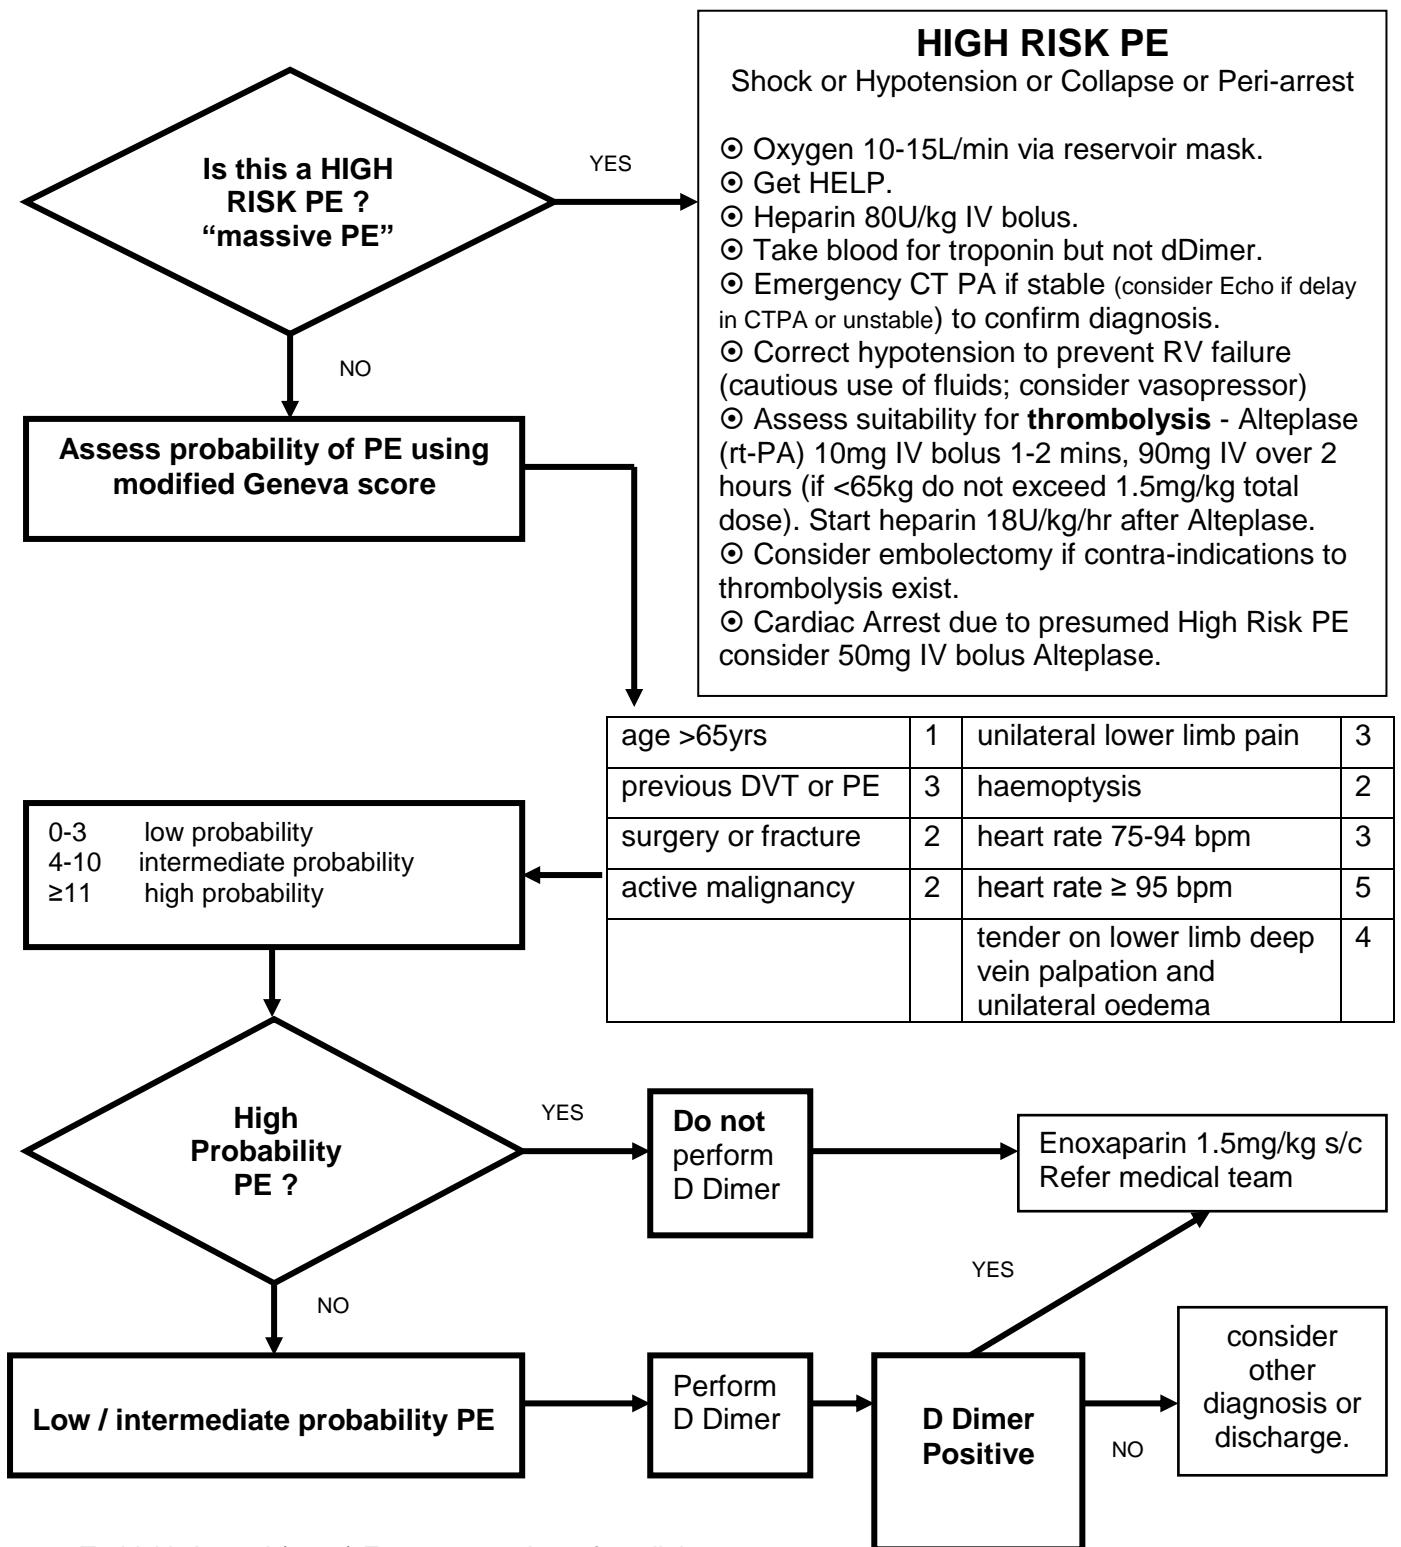 HIGH RISK PE
Shock or Hypotension or Collapse or Peri-arrest
⦿ Oxygen 10-15L/min via reservoir mask.
⦿ Get HELP.
⦿ Heparin 80U/kg IV bolus.
⦿ Take blood for troponin but not dDimer.
⦿ Emergency CT PA if stable (consider Echo if delay
in CTPA or unstable) to confirm diagnosis.
⦿ Correct hypotension to prevent RV failure
(cautious use of fluids; consider vasopressor)
⦿ Assess suitability for thrombolysis - Alteplase
(rt-PA) 10mg IV bolus 1-2 mins, 90mg IV over 2
hours (if <65kg do not exceed 1.5mg/kg total
dose). Start heparin 18U/kg/hr after Alteplase.
⦿ Consider embolectomy if contra-indications to
thrombolysis exist.
⦿ Cardiac Arrest due to presumed High Risk PE
consider 50mg IV bolus Alteplase.
Is this a HIGH
RISK PE ?
“massive PE”
YES
NO
Assess probability of PE using
modified Geneva score
age >65yrs 1 unilateral lower limb pain 3
previous DVT or PE 3 haemoptysis 2
surgery or fracture 2 heart rate 75-94 bpm 3
active malignancy 2 heart rate ≥ 95 bpm 5
tender on lower limb deep 4
vein palpation and
unilateral oedema
0-3 low probability
4-10 intermediate probability
≥11 high probability
High
Probability
PE ?
YES
Do not
perform
D Dimer
Enoxaparin 1.5mg/kg s/c
Refer medical team
NO
YES
Low / intermediate probability PE
Perform
D Dimer
D Dimer
Positive
NO
consider
other
diagnosis or
discharge.